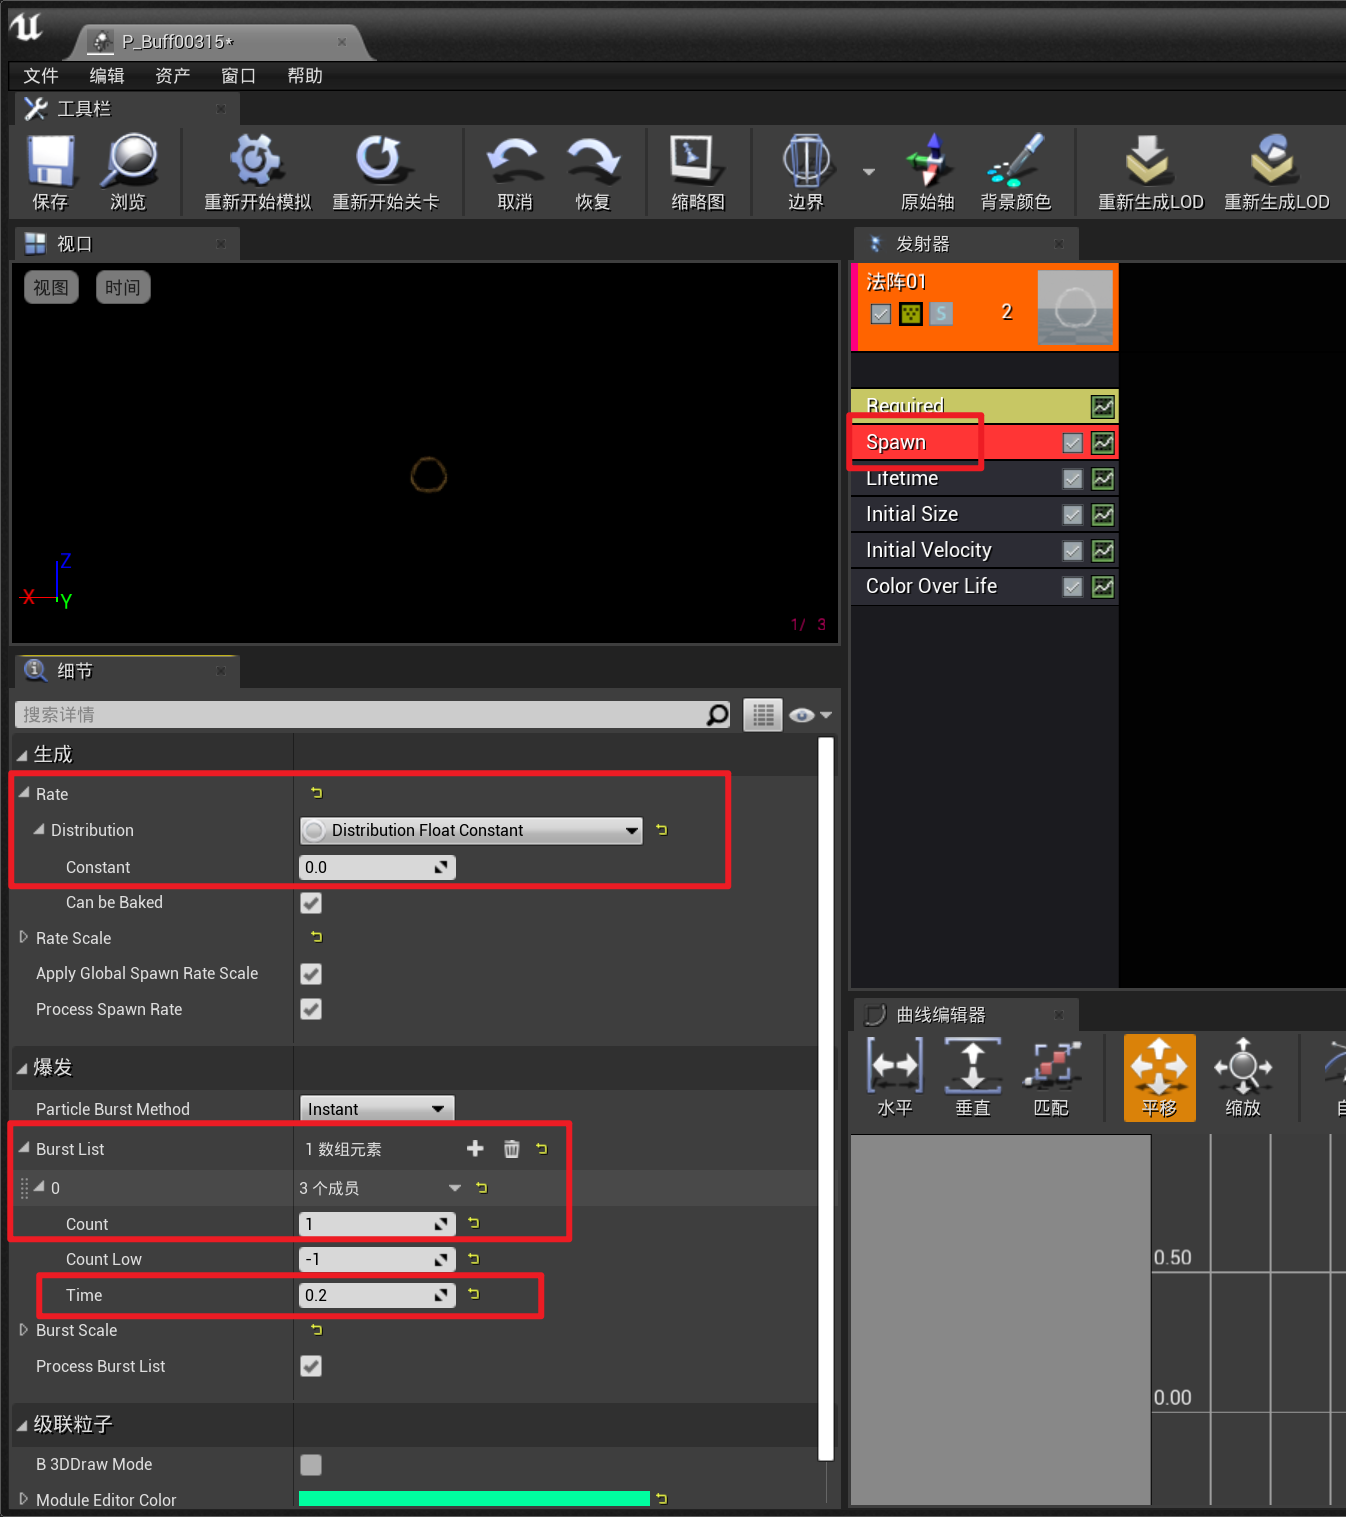 P_Buff00315*
文件 编辑 资产 窗口 帮助
工具栏
保存 浏览 重新开始模拟 重新开始关卡 取消 恢复 缩略图 边界 原始轴 背景颜色 重新生成LOD 重新生成LOD
视口
视图 时间
Z
X
Y
1/ 3
发射器
法阵01
S
2
Required
Spawn
Lifetime
Initial Size
Initial Velocity
Color Over Life
细节
搜索详情
生成
Rate
Distribution Distribution Float Constant
Constant 0.0
Can be Baked
Rate Scale
Apply Global Spawn Rate Scale
Process Spawn Rate
爆发
Particle Burst Method Instant
Burst List 1 数组元素
0 3 个成员
Count 1
Count Low -1
Time 0.2
Burst Scale
Process Burst List
级联粒子
B 3DDraw Mode
Module Editor Color
曲线编辑器
水平 垂直 匹配 平移 缩放
0.50
0.00